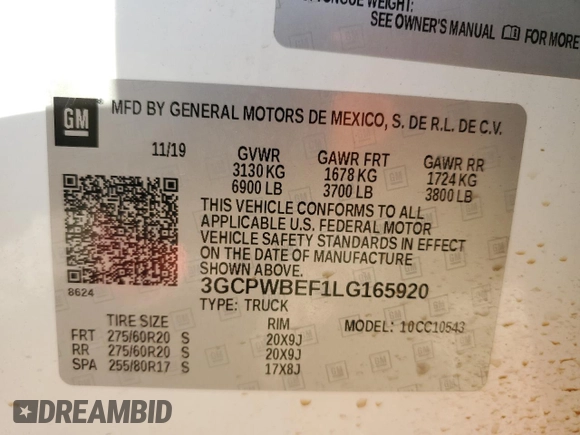 TONGUE WEIGHT:
SEE OWNER'S MANUAL FOR MORE
GM
MFD BY GENERAL MOTORS DE MEXICO, S. DE R.L. DE C.V.
11/19 GVWR GAWR FRT GAWR RR
3130 KG 1678 KG 1724 KG
6900 LB 3700 LB 3800 LB
THIS VEHICLE CONFORMS TO ALL
APPLICABLE U.S. FEDERAL MOTOR
VEHICLE SAFETY STANDARDS IN EFFECT
ON THE DATE OF MANUFACTURE
SHOWN ABOVE.
8624
3GCPWBEF1LG165920
TYPE: TRUCK
TIRE SIZE RIM MODEL: 10CC10543
FRT 275/60R20 S 20X9J
RR 275/60R20 S 20X9J
SPA 255/80R17 S 17X8J
DREAMBID